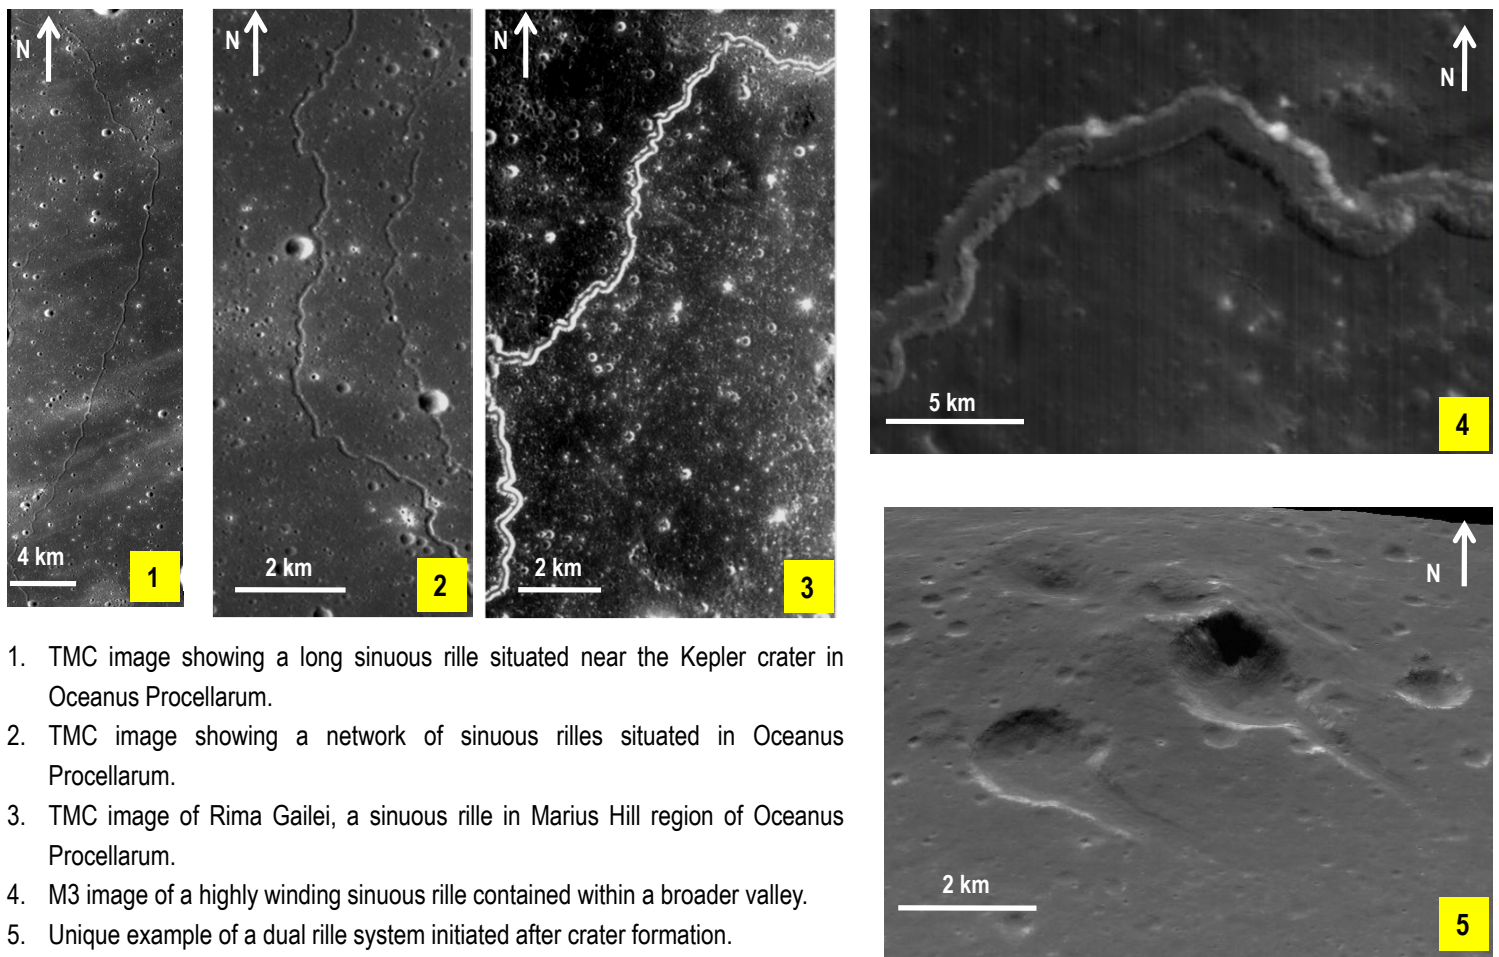 N
4 km
1
N
2 km
2
N
2 km
3
N
5 km
4
N
2 km
5
1. TMC image showing a long sinuous rille situated near the Kepler crater in
Oceanus Procellarum.
2. TMC image showing a network of sinuous rilles situated in Oceanus
Procellarum.
3. TMC image of Rima Gailei, a sinuous rille in Marius Hill region of Oceanus
Procellarum.
4. M3 image of a highly winding sinuous rille contained within a broader valley.
5. Unique example of a dual rille system initiated after crater formation.